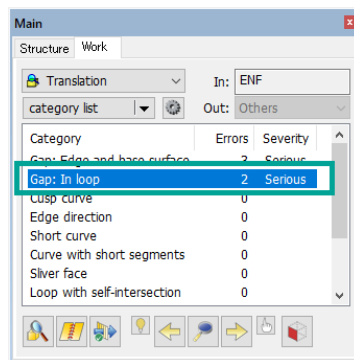 Main
Structure Work
Translation In: ENF
category list Out: Others
Category Errors Severity
Gap: Edge and base surface 3 Serious
Gap: In loop 2 Serious
Cusp curve 0
Edge direction 0
Short curve 0
Curve with short segments 0
Sliver face 0
Loop with self-intersection 0